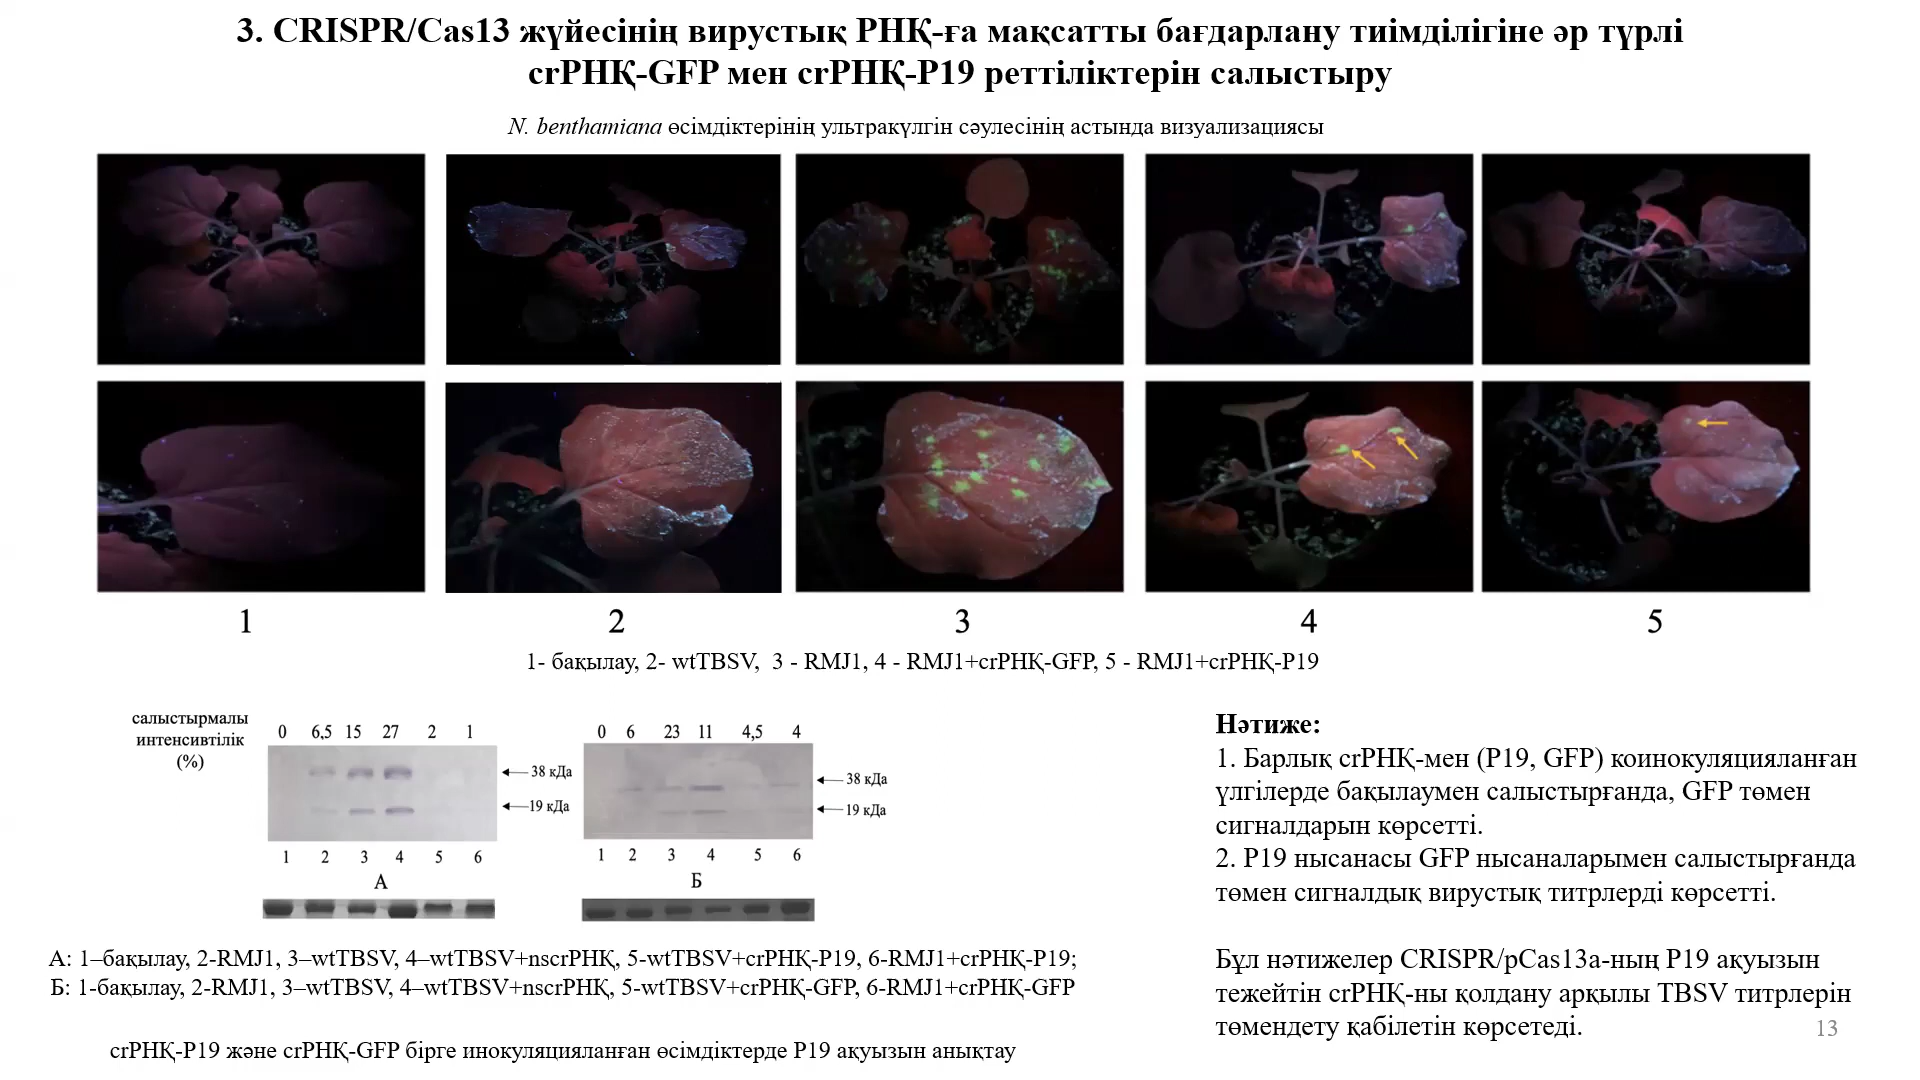 3. CRISPR/Cas13 жүйесінің вирустық РНҚ-ға мақсатты бағдарлану тиімділігіне әр түрлі
crРНҚ-GFP мен crРНҚ-P19 реттіліктерін салыстыру
N. benthamiana өсімдіктерінің ультракүлгін сәулесінің астында визуализациясы
1 2 3 4 5
1- бақылау, 2- wtTBSV, 3 - RMJ1, 4 - RMJ1+crРНҚ-GFP, 5 - RMJ1+crРНҚ-P19
салыстырмалы
интенсивтілік
(%)
0 6,5 15 27 2 1
38 кДа
19 кДа
1 2 3 4 5 6
А
0 6 23 11 4,5 4
38 кДа
19 кДа
1 2 3 4 5 6
Б
А: 1–бақылау, 2-RMJ1, 3–wtTBSV, 4–wtTBSV+nscrРНҚ, 5-wtTBSV+crРНҚ-P19, 6-RMJ1+crРНҚ-P19;
Б: 1-бақылау, 2-RMJ1, 3–wtTBSV, 4–wtTBSV+nscrРНҚ, 5-wtTBSV+crРНҚ-GFP, 6-RMJ1+crРНҚ-GFP
crРНҚ-P19 және crРНҚ-GFP бірге инокуляцияланған өсімдіктерде P19 ақуызын анықтау
Нәтиже:
1. Барлық crРНҚ-мен (P19, GFP) коинокуляцияланған
үлгілерде бақылаумен салыстырғанда, GFP төмен
сигналдарын көрсетті.
2. P19 нысанасы GFP нысаналарымен салыстырғанда
төмен сигналдық вирустық титрлерді көрсетті.
Бұл нәтижелер CRISPR/pCas13a-ның P19 ақуызын
тежейтін crРНҚ-ны қолдану арқылы TBSV титрлерін
төмендету қабілетін көрсетеді.
13